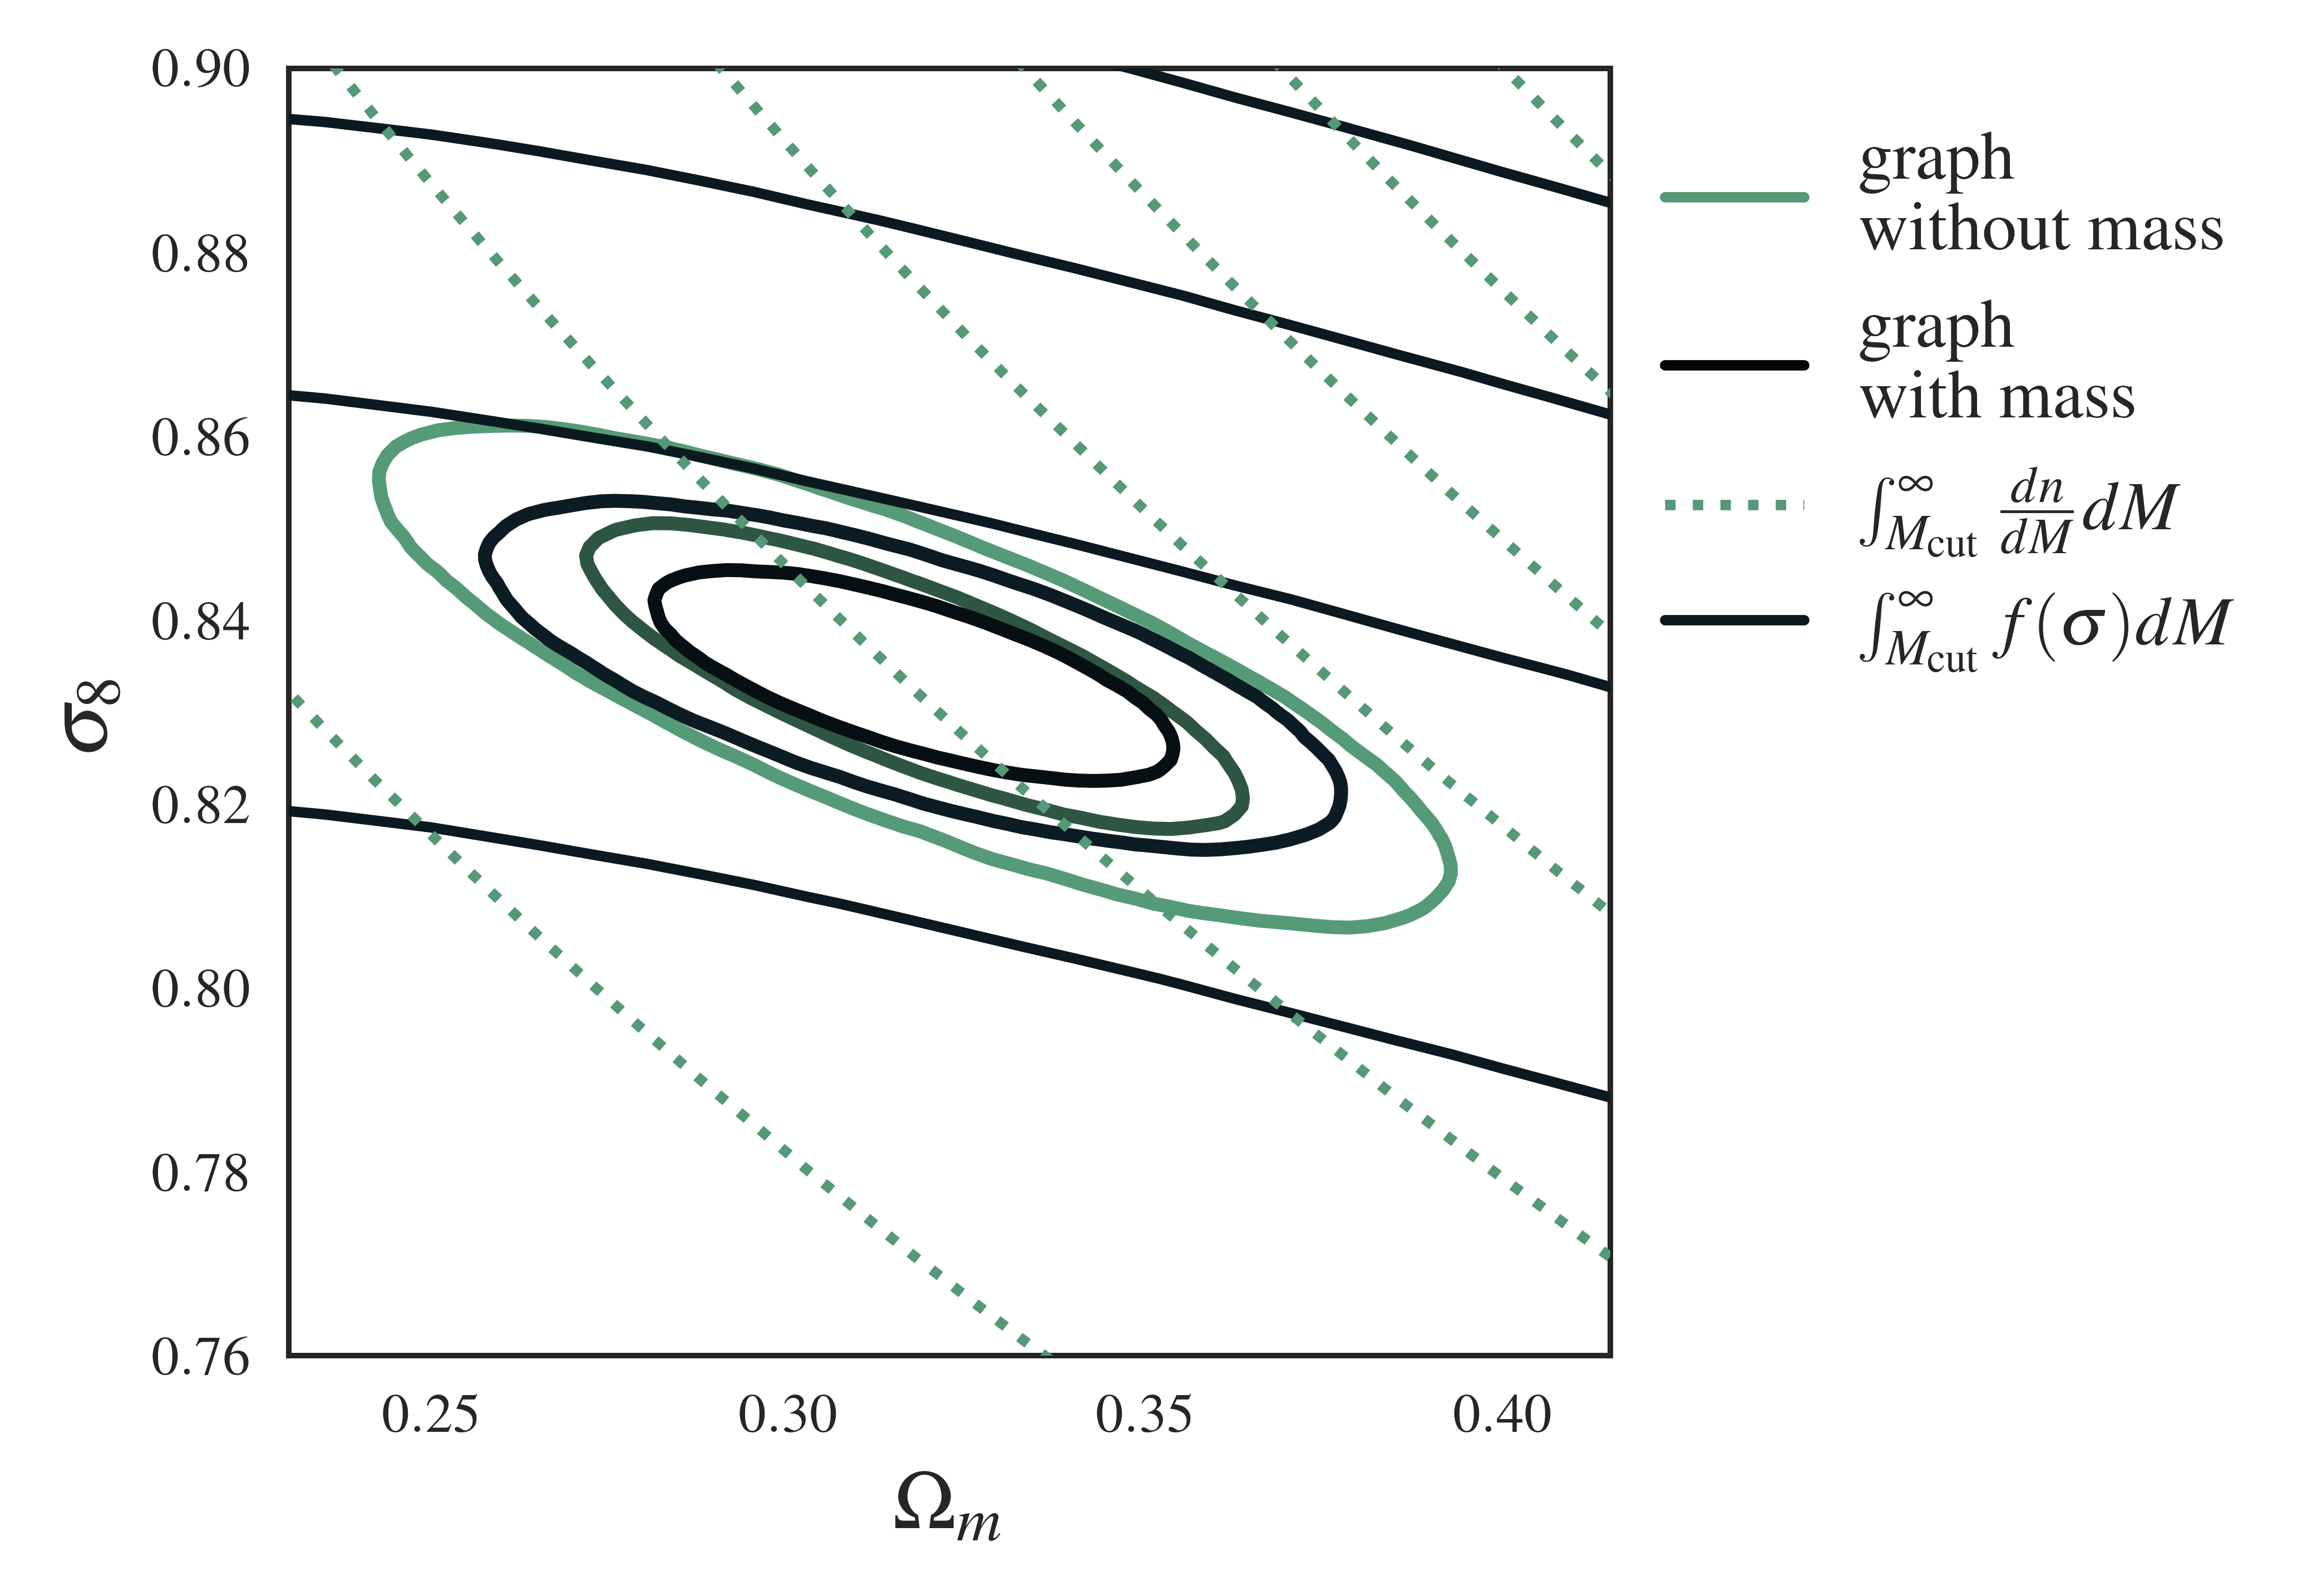 0.90
0.88
0.86
0.84
0.82
0.80
0.78
0.76
σ8
0.25 0.30 0.35 0.40
Ωm
graph
without mass
graph
with mass
∫_{Mcut}^{∞} dn/dM dM
∫_{Mcut}^{∞} f(σ)dM